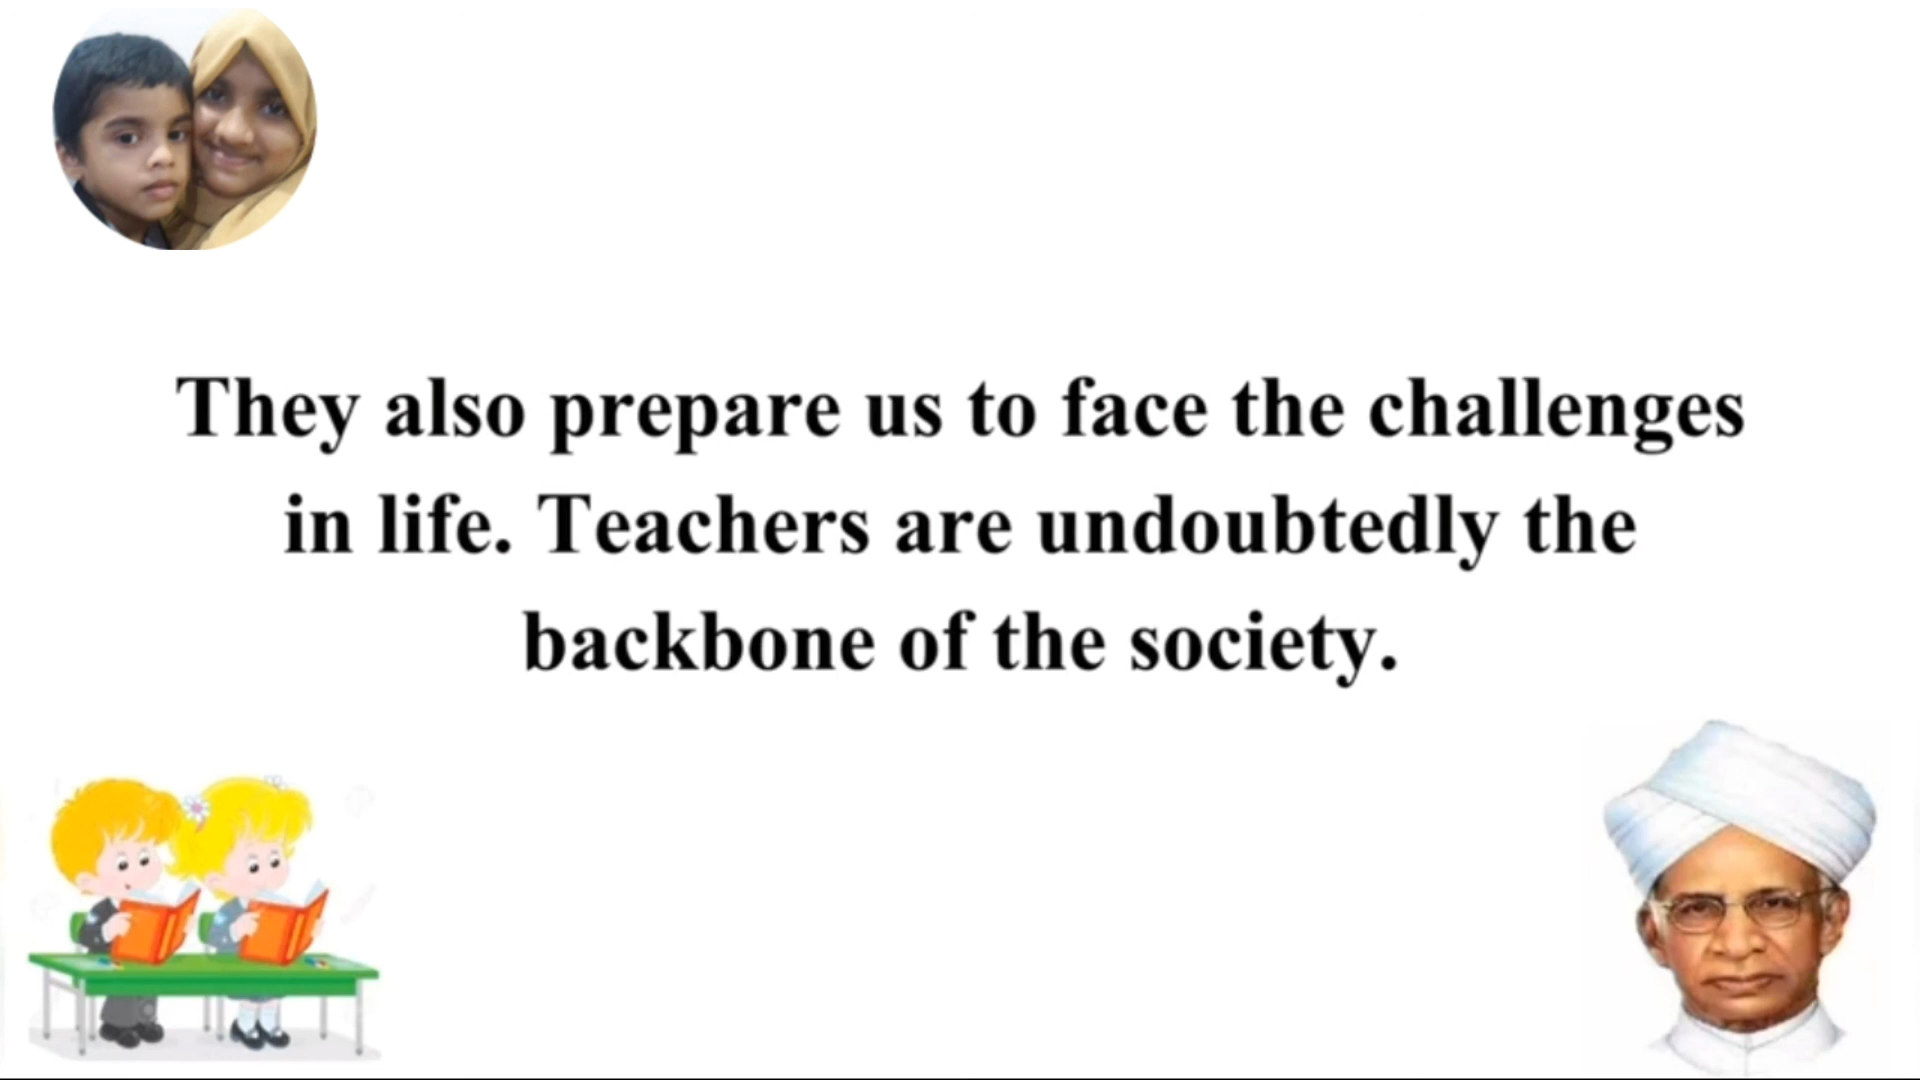 They also prepare us to face the challenges
in life. Teachers are undoubtedly the
backbone of the society.